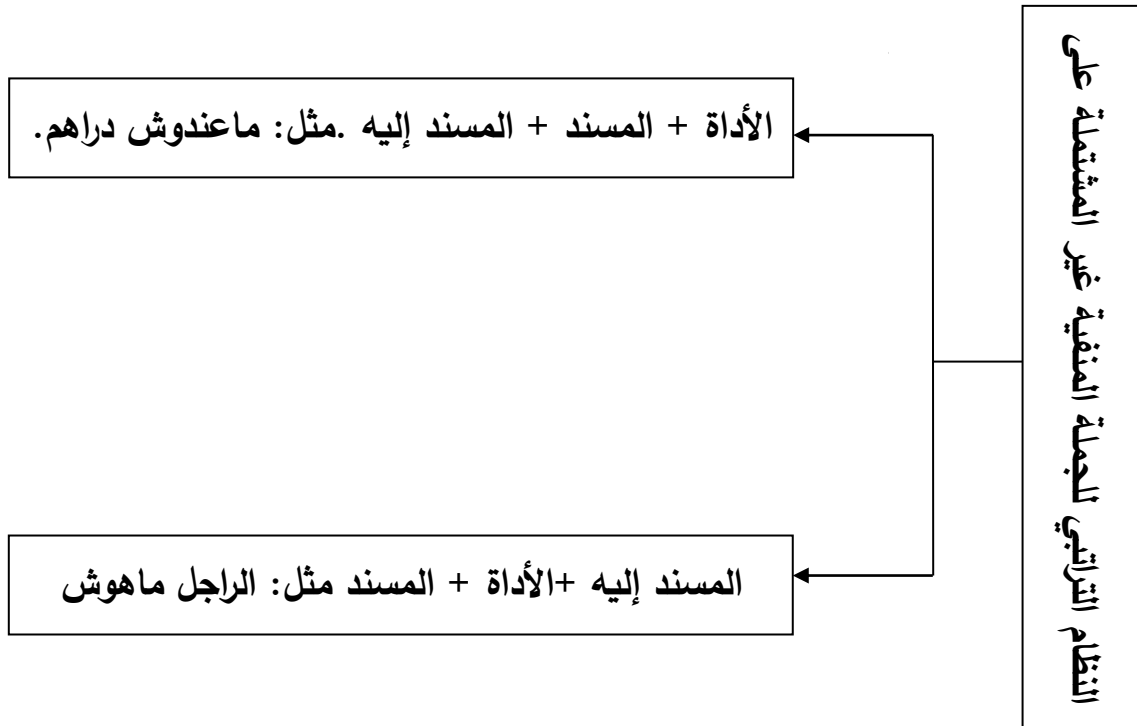 النظام التراتبي للجملة المنفية غير المشتملة على
الأداة + المسند + المسند إليه .مثل: ماعندوش دراهم.
المسند إليه +الأداة + المسند مثل: الراجل ماهوش